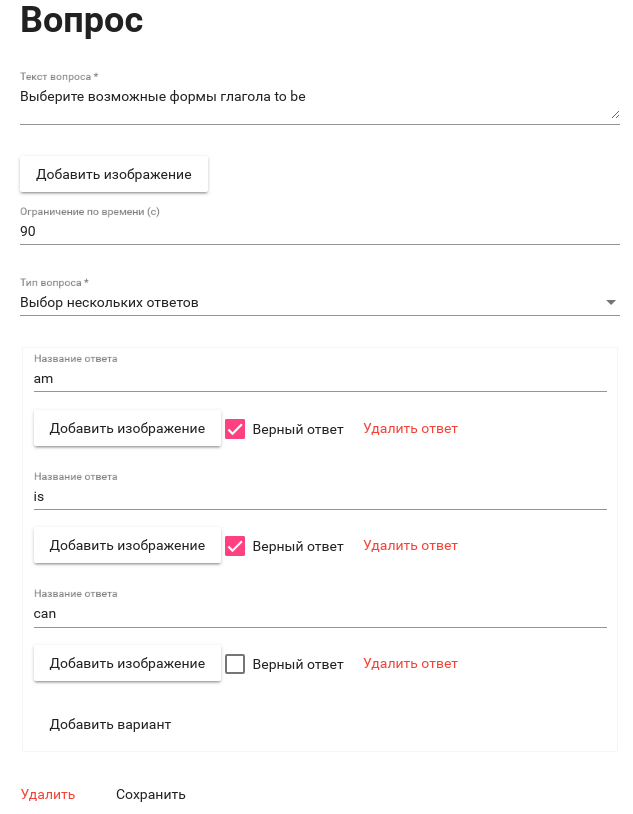 Вопрос
Текст вопроса *
Выберите возможные формы глагола to be
Добавить изображение
Ограничение по времени (с)
90
Тип вопроса *
Выбор нескольких ответов
Название ответа
am
Добавить изображение Верный ответ Удалить ответ
Название ответа
is
Добавить изображение Верный ответ Удалить ответ
Название ответа
can
Добавить изображение Верный ответ Удалить ответ
Добавить вариант
Удалить Сохранить